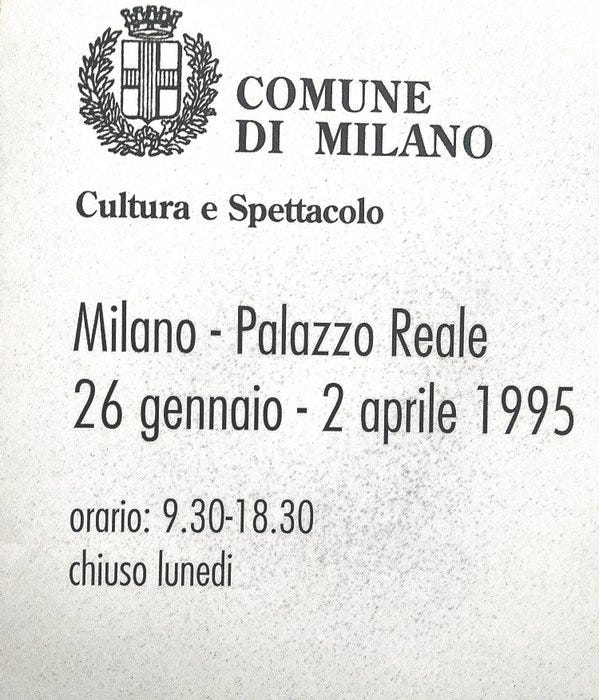 COMUNE
DI MILANO
Cultura e Spettacolo
Milano - Palazzo Reale
26 gennaio - 2 aprile 1995
orario: 9.30-18.30
chiuso lunedi